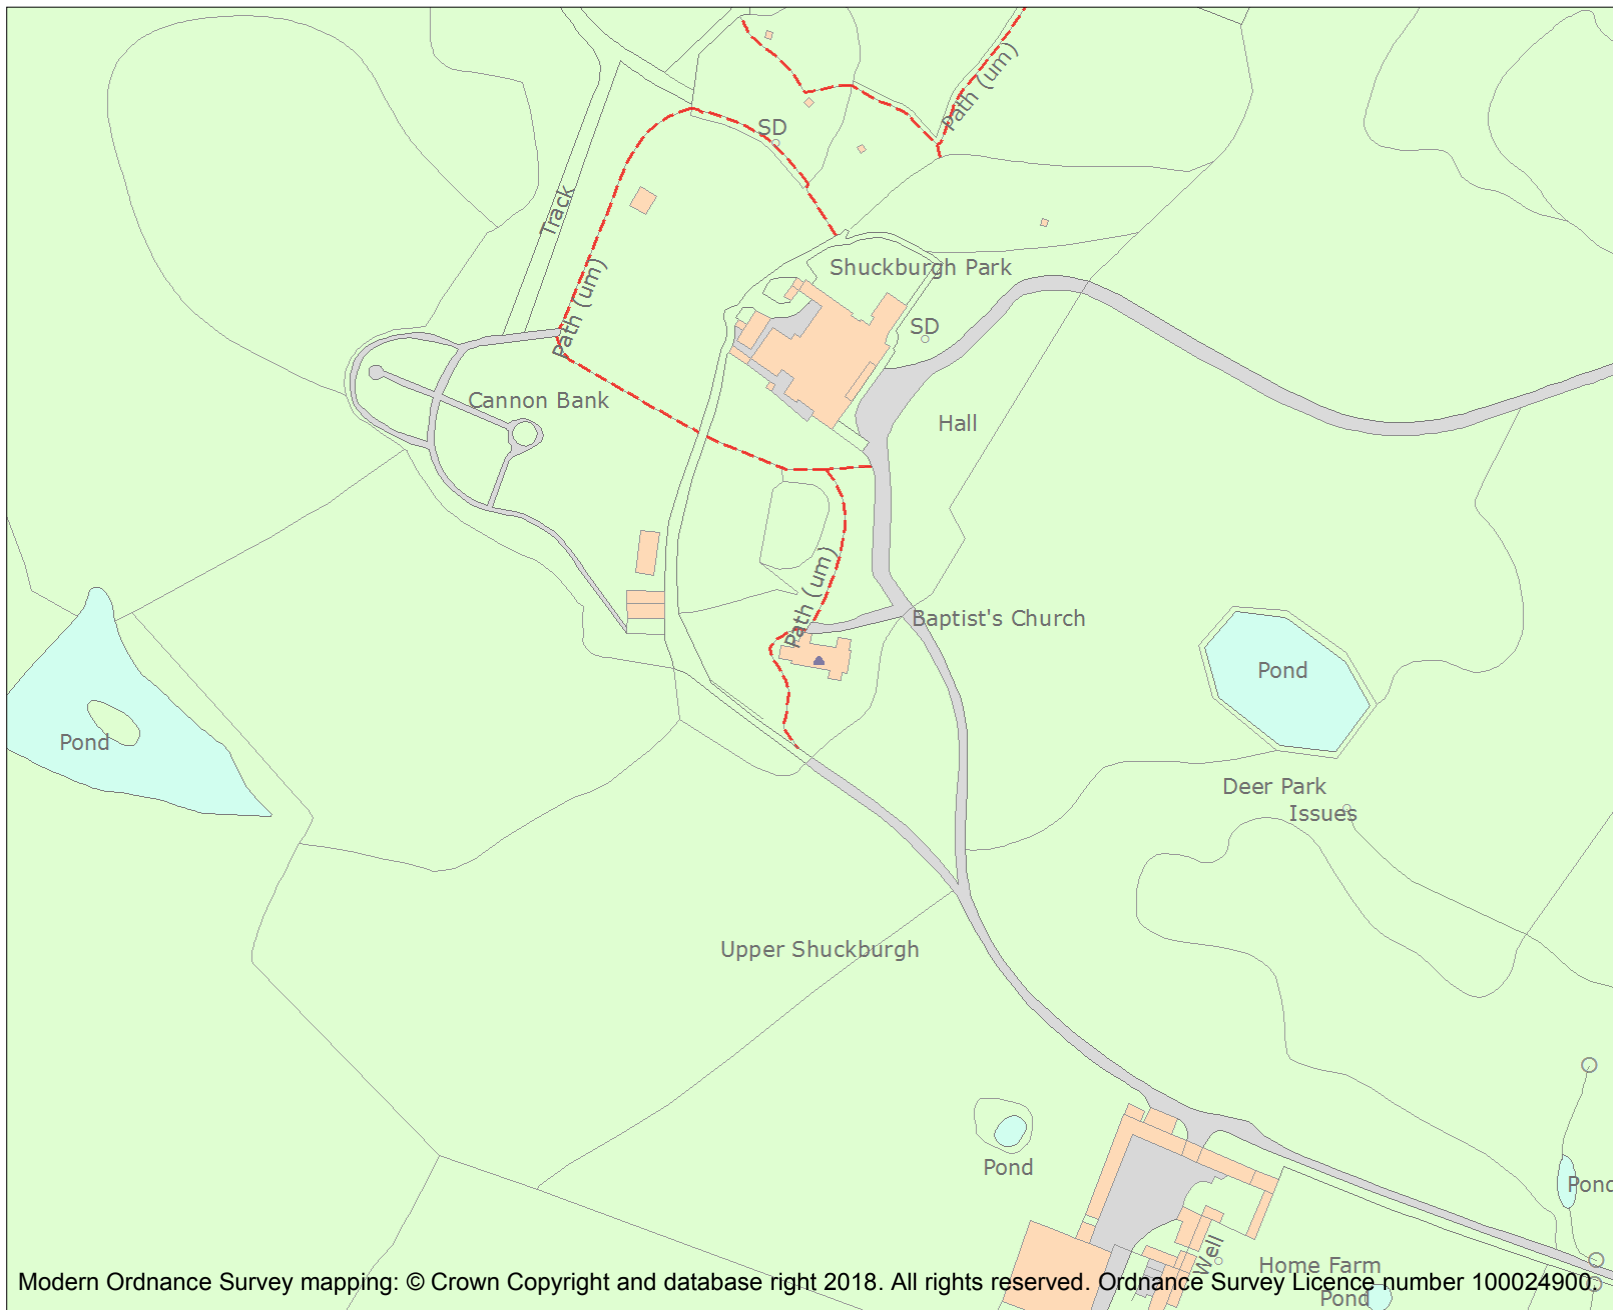 Path (um)
SD
Track
Shuckburgh Park
Path (um)
SD
Cannon Bank
Hall
Path (um)
Baptist's Church
Pond
Pond
Deer Park
Issues
Upper Shuckburgh
Pond
Pond
Well
Home Farm
Modern Ordnance Survey mapping: © Crown Copyright and database right 2018. All rights reserved. Ordnance Survey Licence number 100024900.
Pond